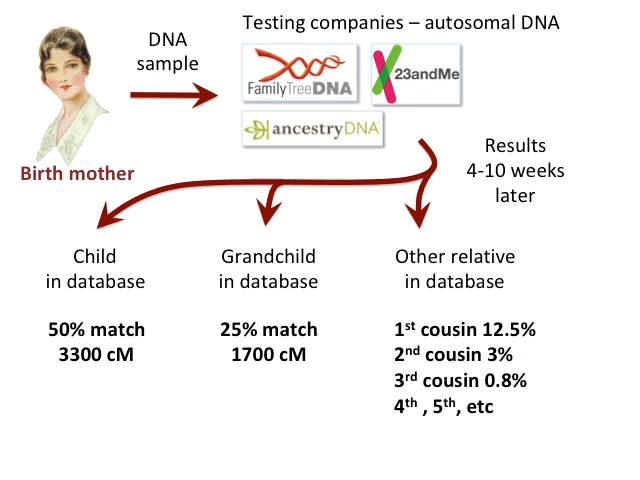 Testing companies – autosomal DNA
DNA
sample
FamilyTreeDNA
23andMe
ancestryDNA
Birth mother
Results
4-10 weeks
later
Child
in database
50% match
3300 cM
Grandchild
in database
25% match
1700 cM
Other relative
in database
1st cousin 12.5%
2nd cousin 3%
3rd cousin 0.8%
4th , 5th, etc